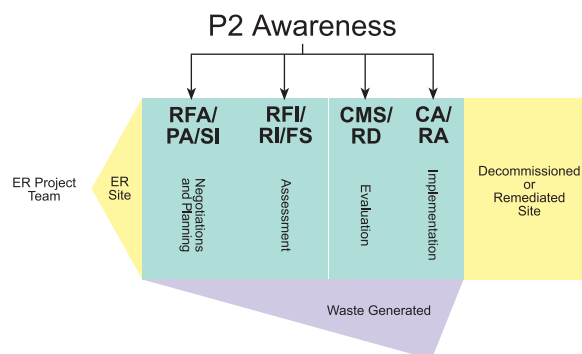 P2 Awareness
RFA/
PA/SI
RFI/
RI/FS
CMS/
RD
CA/
RA
ER Project
Team
ER
Site
Negotiations
and Planning
Assessment
Evaluation
Implementation
Decommissioned
or
Remediated
Site
Waste Generated